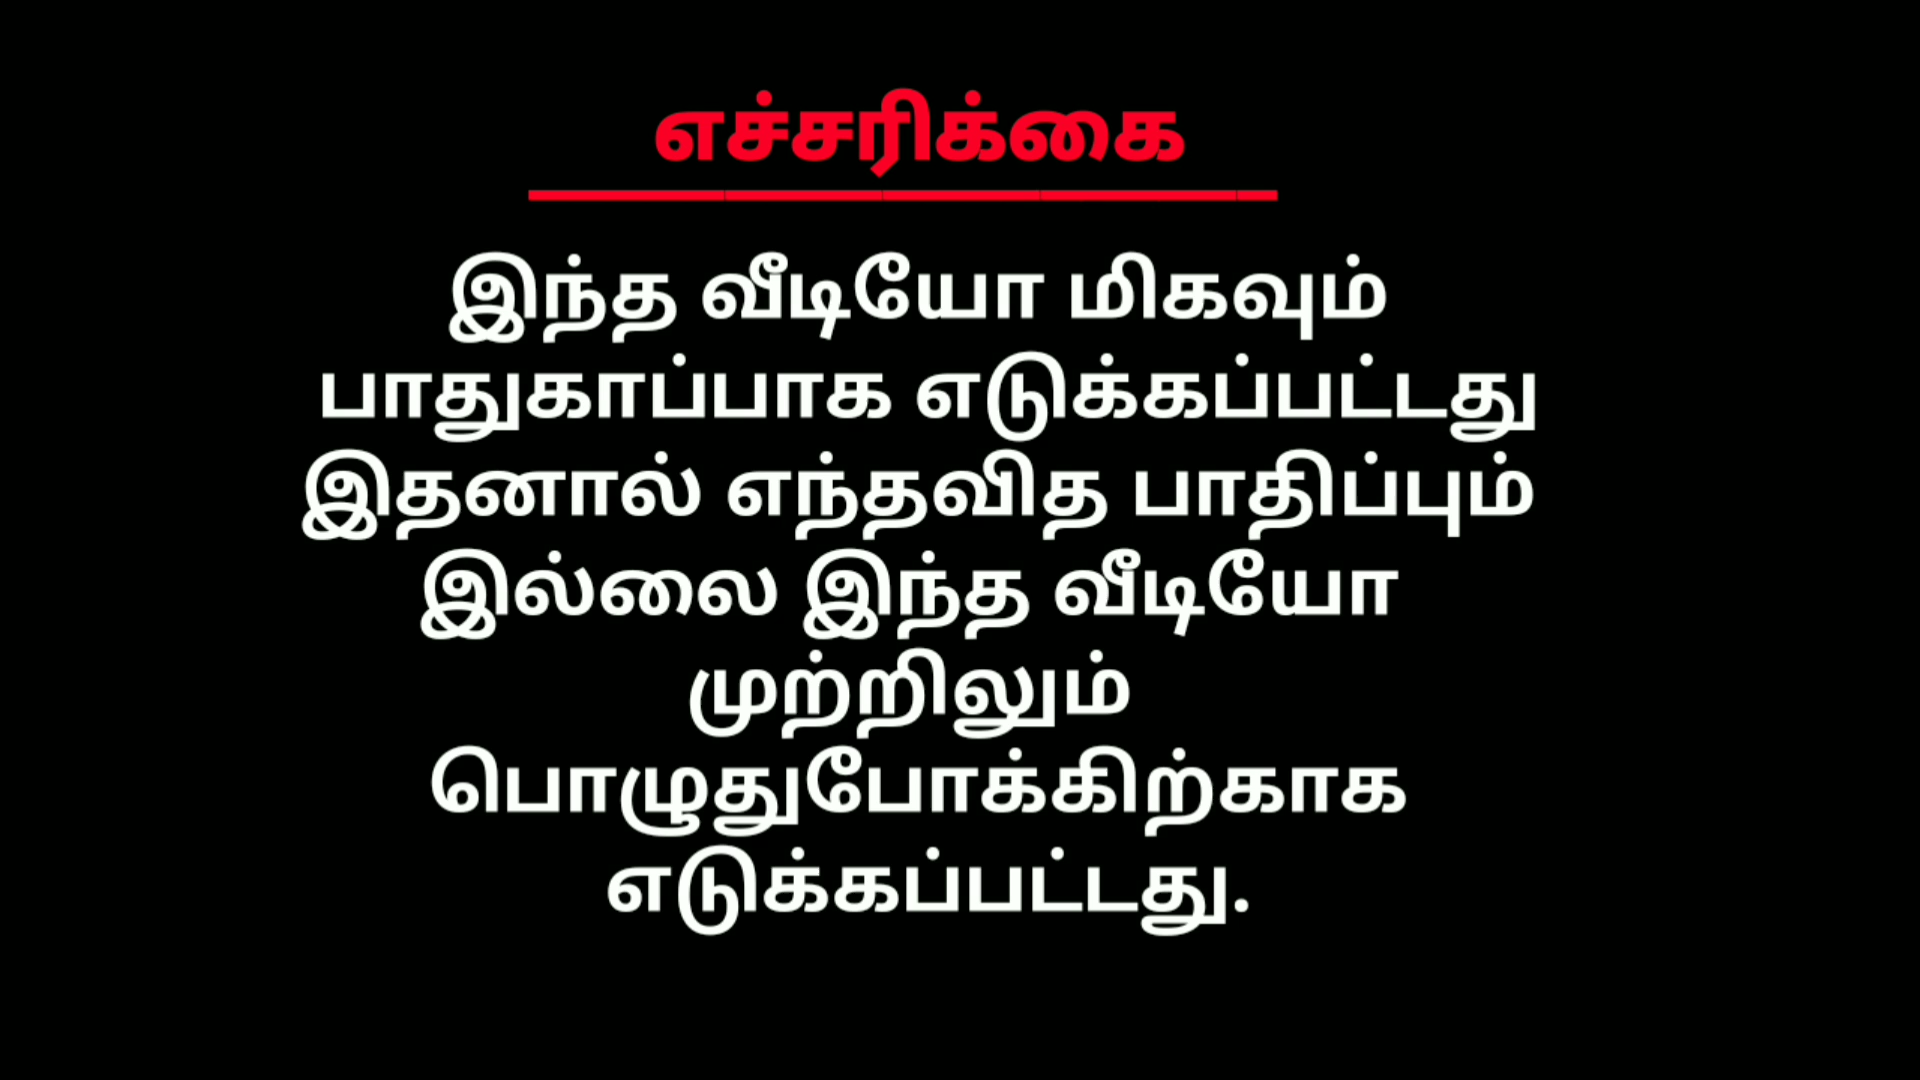 எச்சரிக்கை
இந்த வீடியோ மிகவும்
பாதுகாப்பாக எடுக்கப்பட்டது
இதனால் எந்தவித பாதிப்பும்
இல்லை இந்த வீடியோ
முற்றிலும்
பொழுதுபோக்கிற்காக
எடுக்கப்பட்டது.